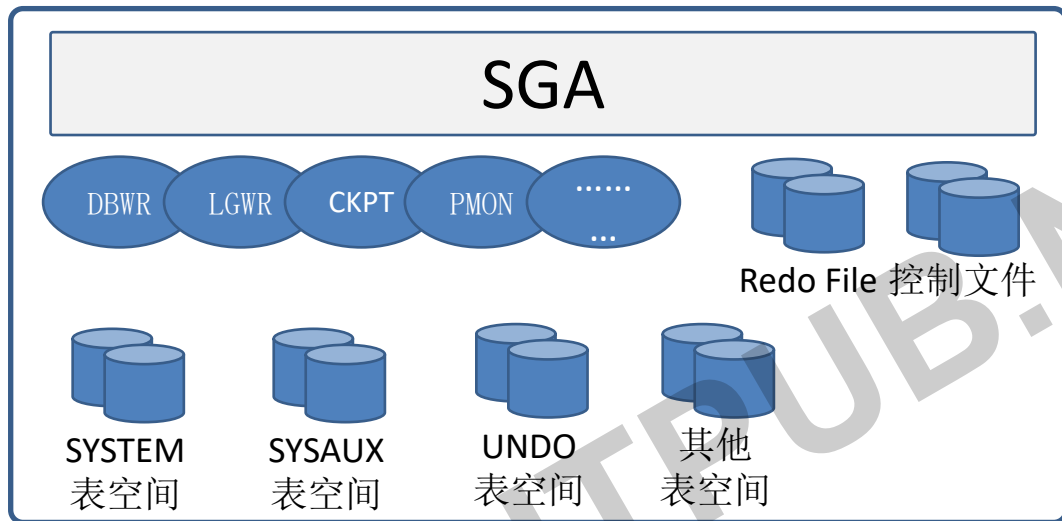 SGA
DBWR LGWR CKPT PMON ……
…
Redo File 控制文件
SYSTEM
表空间
SYSAUX
表空间
UNDO
表空间
其他
表空间
ITPUB.